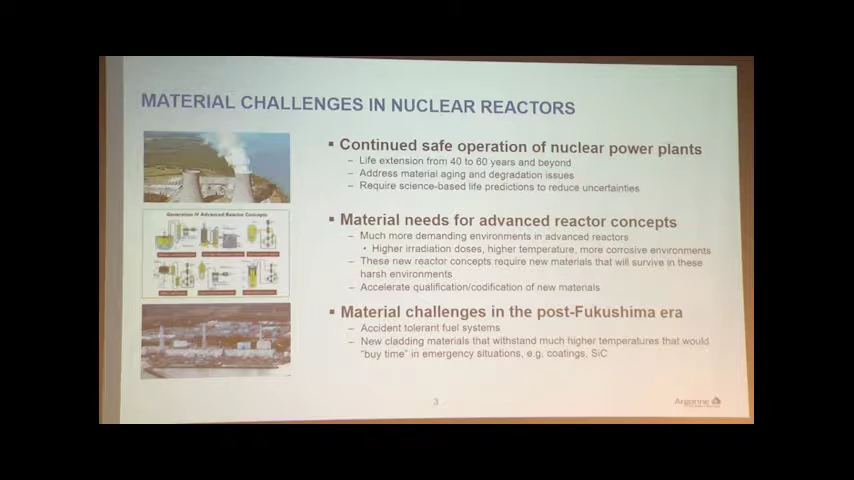 MATERIAL CHALLENGES IN NUCLEAR REACTORS
▪ Continued safe operation of nuclear power plants
– Life extension from 40 to 60 years and beyond
– Address material aging and degradation issues
– Require science-based life predictions to reduce uncertainties
Generation IV Advanced Reactor Concepts
▪ Material needs for advanced reactor concepts
– Much more demanding environments in advanced reactors
• Higher irradiation doses, higher temperature, more corrosive environments
– These new reactor concepts require new materials that will survive in these
harsh environments
– Accelerate qualification/codification of new materials
▪ Material challenges in the post-Fukushima era
– Accident tolerant fuel systems
– New cladding materials that withstand much higher temperatures that would
"buy time" in emergency situations, e.g. coatings, SiC
3
Argonne